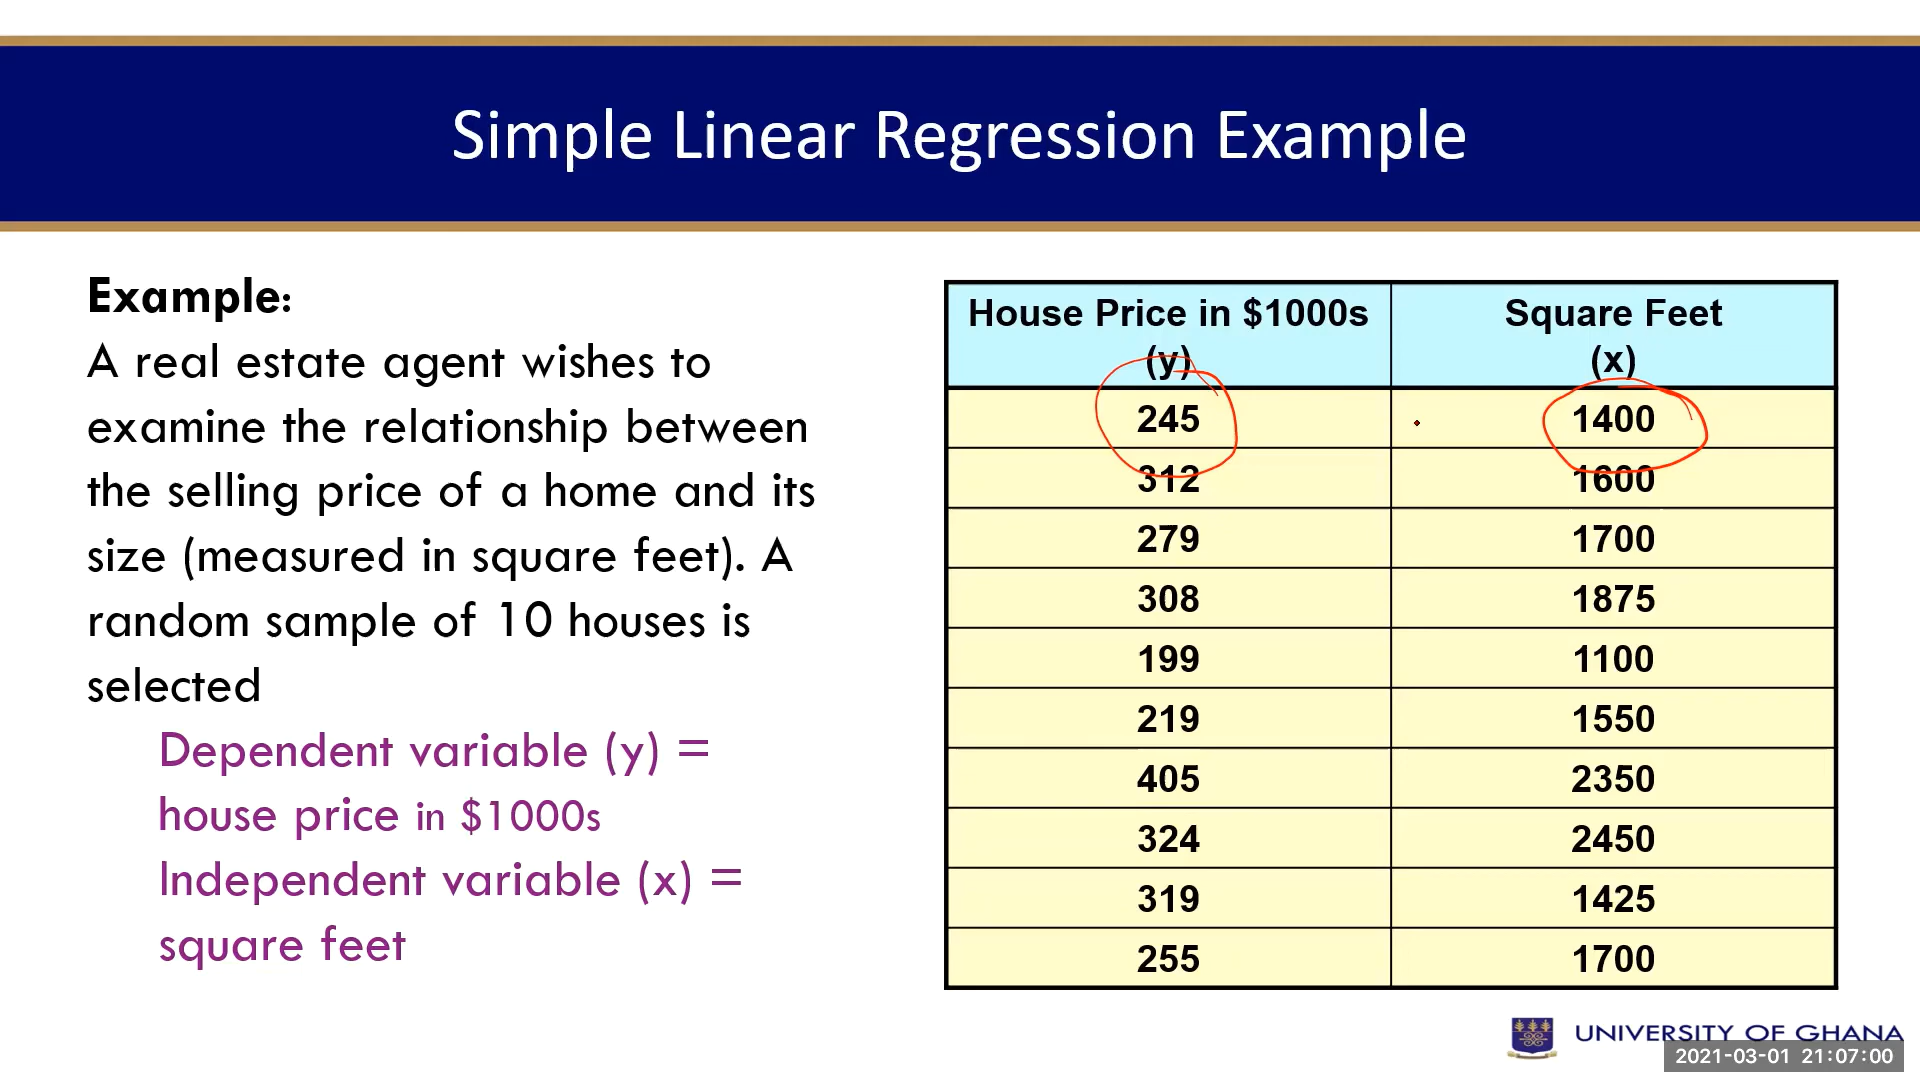 Simple Linear Regression Example
Example:
A real estate agent wishes to
examine the relationship between
the selling price of a home and its
size (measured in square feet). A
random sample of 10 houses is
selected
Dependent variable (y) =
house price in $1000s
Independent variable (x) =
square feet
House Price in $1000s (y) Square Feet (x)
245 1400
312 1600
279 1700
308 1875
199 1100
219 1550
405 2350
324 2450
319 1425
255 1700
UNIVERSITY OF GHANA
2021-03-01 21:07:00